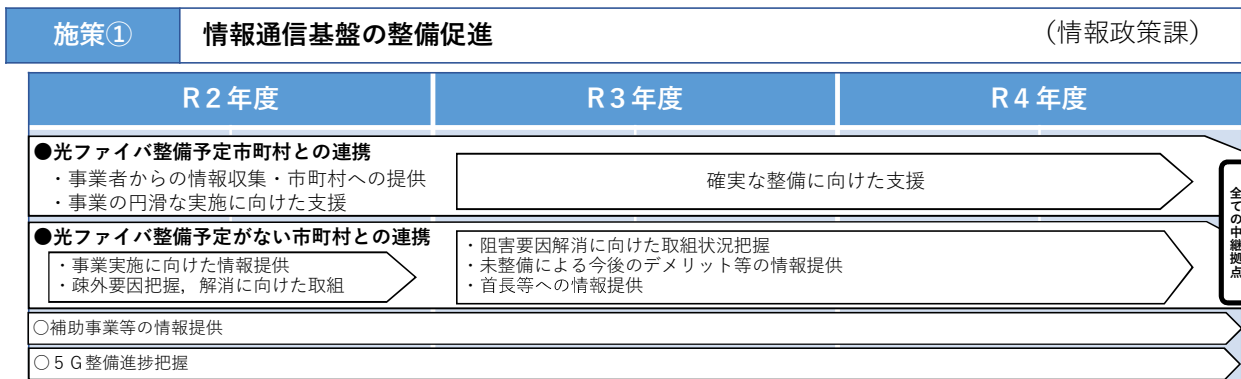 施策① 情報通信基盤の整備促進 (情報政策課)
R2年度 R3年度 R4年度
●光ファイバ整備予定市町村との連携
・事業者からの情報収集・市町村への提供
・事業の円滑な実施に向けた支援
確実な整備に向けた支援
●光ファイバ整備予定がない市町村との連携
・事業実施に向けた情報提供
・疎外要因把握，解消に向けた取組
・阻害要因解消に向けた取組状況把握
・未整備による今後のデメリット等の情報提供
・首長等への情報提供
全ての中継拠点
○補助事業等の情報提供
○５Ｇ整備進捗把握